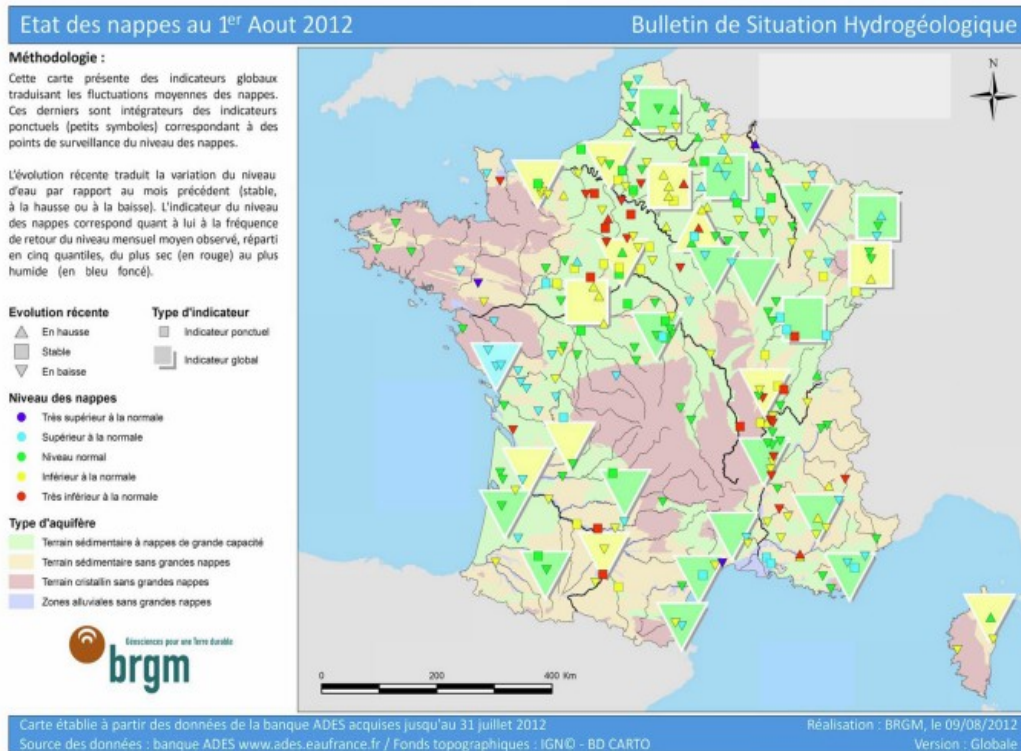 Etat des nappes au 1er Aout 2012
Bulletin de Situation Hydrogéologique
Méthodologie :
Cette carte présente des indicateurs globaux
traduisant les fluctuations moyennes des nappes.
Ces derniers sont intégrateurs des indicateurs
ponctuels (petits symboles) correspondant à des
points de surveillance du niveau des nappes.
L'évolution récente traduit la variation du niveau
d'eau par rapport au mois précédent (stable,
à la hausse ou à la baisse). L'indicateur du niveau
des nappes correspond quant à lui à la fréquence
de retour du niveau mensuel moyen observé, réparti
en cinq quantiles, du plus sec (en rouge) au plus
humide (en bleu foncé).
Evolution récente
En hausse
Stable
En baisse
Type d'indicateur
Indicateur ponctuel
Indicateur global
Niveau des nappes
Très supérieur à la normale
Supérieur à la normale
Niveau normal
Inférieur à la normale
Très inférieur à la normale
Type d'aquifère
Terrain sédimentaire à nappes de grande capacité
Terrain sédimentaire sans grandes nappes
Terrain cristallin sans grandes nappes
Zones alluviales sans grandes nappes
Géosciences pour une Terre durable
brgm
N
0 200 400 Km
Carte établie à partir des données de la banque ADES acquises jusqu'au 31 juillet 2012
Source des données : banque ADES www.ades.eaufrance.fr / Fonds topographiques : IGN© - BD CARTO
Réalisation : BRGM, le 09/08/2012
Version : Globale